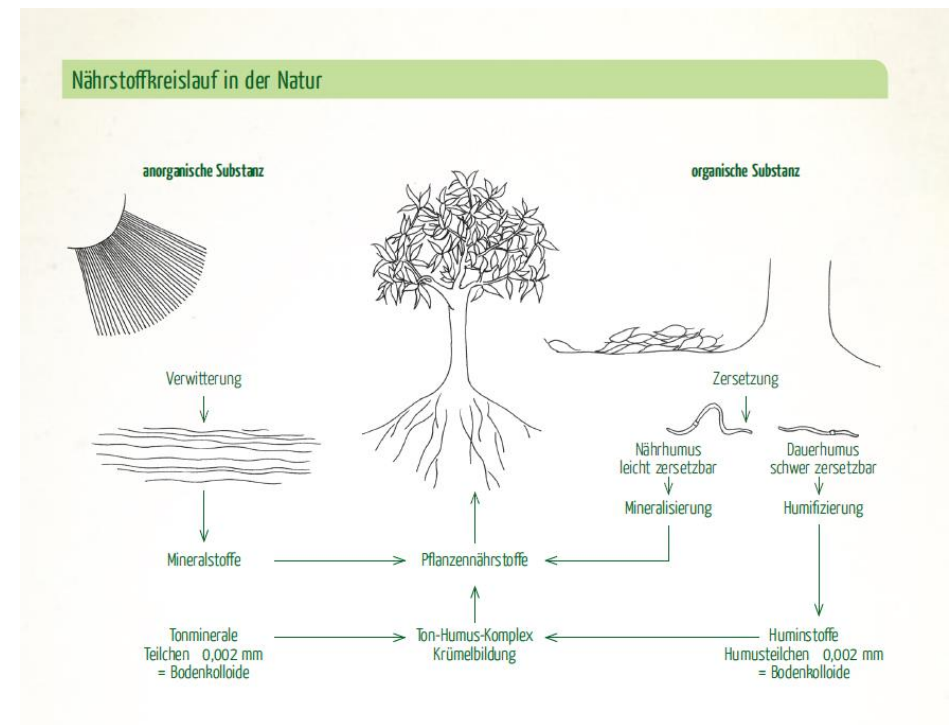 Nährstoffkreislauf in der Natur
anorganische Substanz
organische Substanz
Verwitterung
Zersetzung
Nährhumus
leicht zersetzbar
Dauerhumus
schwer zersetzbar
Mineralisierung
Humifizierung
Mineralstoffe
Pflanzennährstoffe
Tonminerale
Teilchen 0,002 mm
= Bodenkolloide
Ton-Humus-Komplex
Krümelbildung
Huminstoffe
Humusteilchen 0,002 mm
= Bodenkolloide